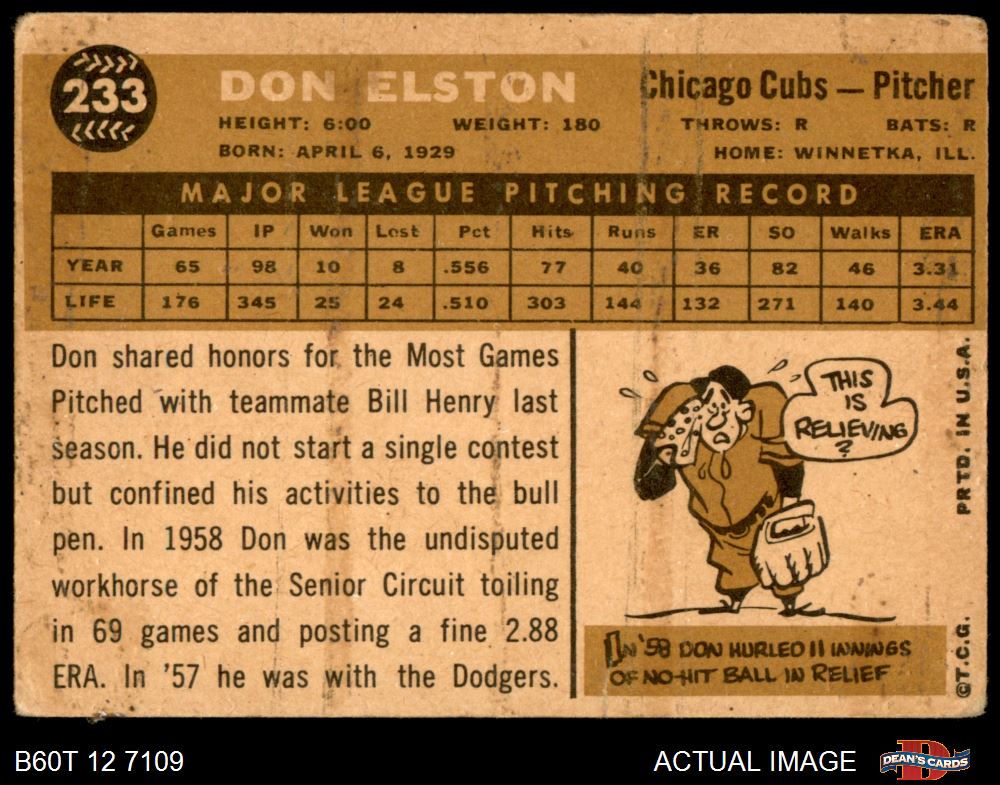 233
DON ELSTON
Chicago Cubs — Pitcher
HEIGHT: 6:00 WEIGHT: 180 THROWS: R BATS: R
BORN: APRIL 6, 1929 HOME: WINNETKA, ILL.
MAJOR LEAGUE PITCHING RECORD
Games IP Won Lost Pct Hits Runs ER SO Walks ERA
YEAR 65 98 10 8 .556 77 40 36 82 46 3.31
LIFE 176 345 25 24 .510 303 144 132 271 140 3.44
Don shared honors for the Most Games
Pitched with teammate Bill Henry last
season. He did not start a single contest
but confined his activities to the bull
pen. In 1958 Don was the undisputed
workhorse of the Senior Circuit toiling
in 69 games and posting a fine 2.88
ERA. In '57 he was with the Dodgers.
THIS
IS
RELIEVING
?
IN '58 DON HURLED 11 INNINGS
OF NO-HIT BALL IN RELIEF
©T.C.G. PRTD. IN U.S.A.
B60T 12 7109
ACTUAL IMAGE
D
DEAN'S CARDS